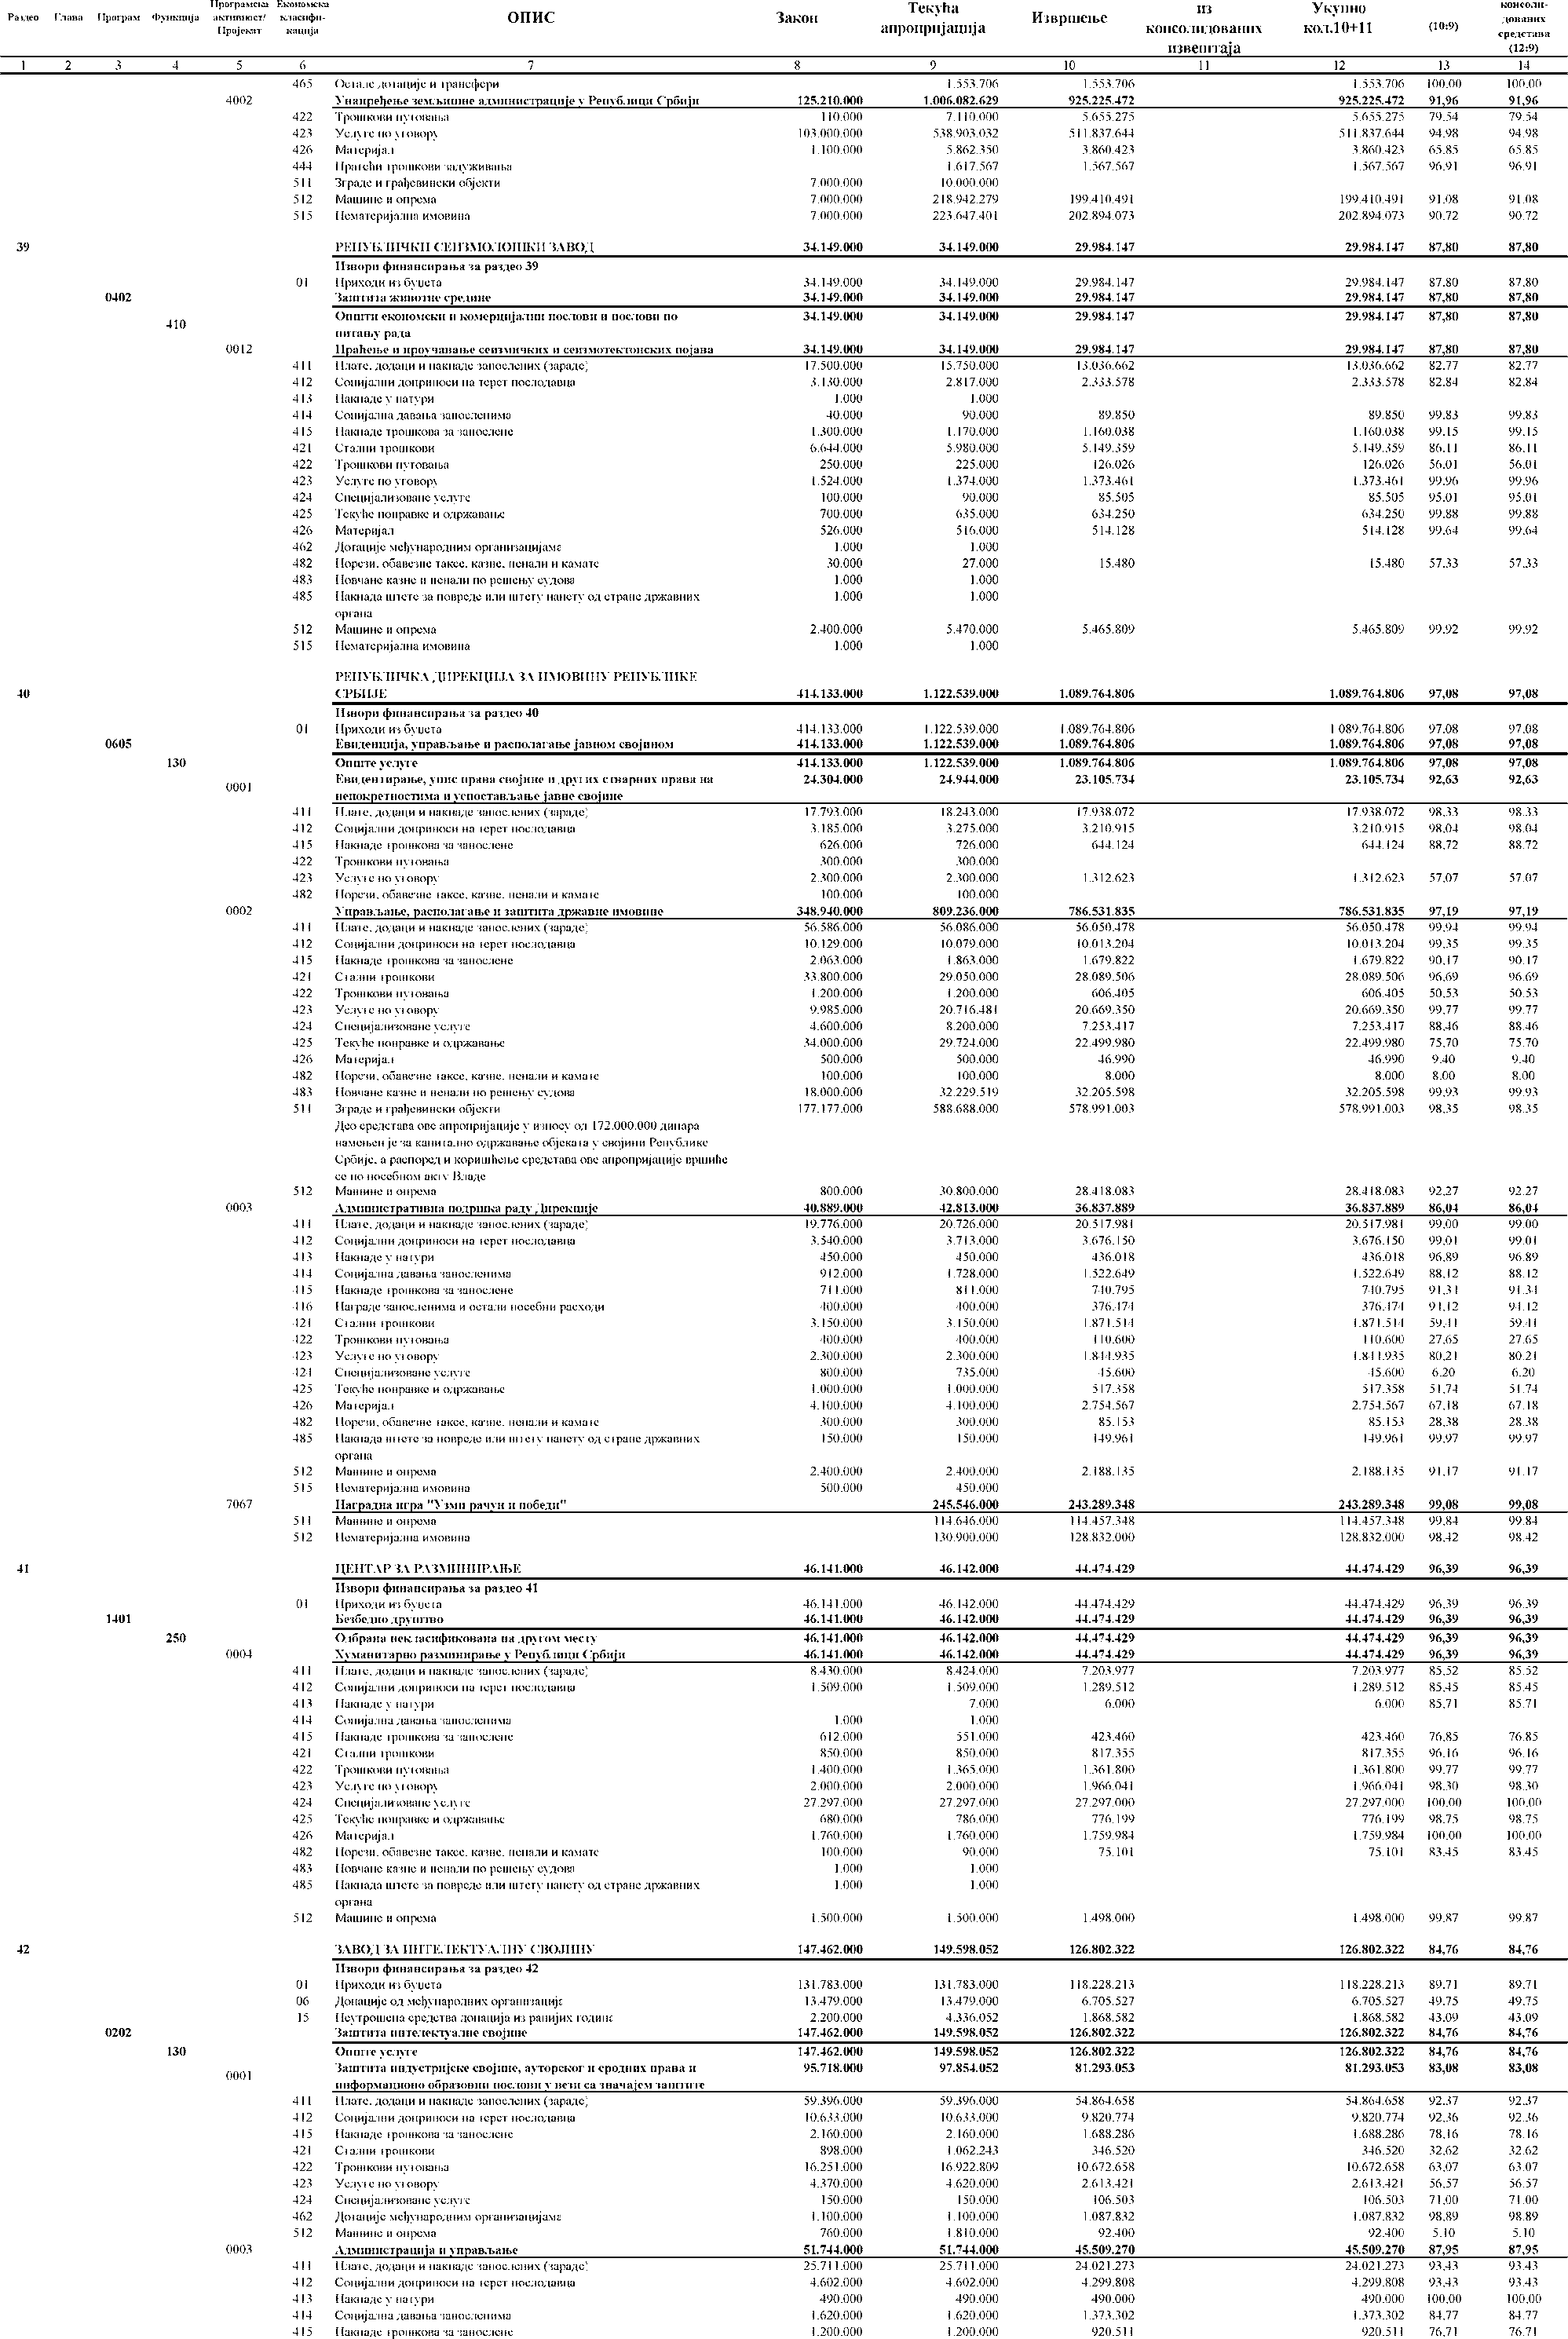 Раздео Глава Програм Функција Програмска активност/ Пројекат Економска класифи- кација ОПИС Закон Текућа апропријација Извршење из консолидованих извештаја Укупно кол.10+11 (10:9) консоли- дованих средстава (12:9)
1 2 3 4 5 6 7 8 9 10 11 12 13 14
465 Остале дотације и трансфери 1.553.706 1.553.706 1.553.706 100,00 100,00
4002 Унапређење земљишне администрације у Републици Србији 125.210.000 1.006.082.629 925.225.472 925.225.472 91,96 91,96
422 Трошкови путовања 110.000 7.110.000 5.655.275 5.655.275 79,54 79,54
423 Услуге по уговору 103.000.000 538.903.032 511.837.644 511.837.644 94,98 94,98
426 Материјал 1.100.000 5.862.350 3.860.423 3.860.423 65,85 65,85
444 Пратећи трошкови задуживања 1.617.567 1.567.567 1.567.567 96,91 96,91
511 Зграде и грађевински објекти 7.000.000 10.000.000
512 Машине и опрема 7.000.000 218.942.279 199.410.491 199.410.491 91,08 91,08
515 Нематеријална имовина 7.000.000 223.647.401 202.894.073 202.894.073 90,72 90,72
39 РЕПУБЛИЧКИ СЕИЗМОЛОШКИ ЗАВОД 34.149.000 34.149.000 29.984.147 29.984.147 87,80 87,80
Извори финансирања за раздео 39
01 Приходи из буџета 34.149.000 34.149.000 29.984.147 29.984.147 87,80 87,80
0402 Заштита животне средине 34.149.000 34.149.000 29.984.147 29.984.147 87,80 87,80
410 Општи економски и комерцијални послови и послови по 34.149.000 34.149.000 29.984.147 29.984.147 87,80 87,80
питању рада
0012 Праћење и проучавање сеизмичких и сеизмотектонских појава 34.149.000 34.149.000 29.984.147 29.984.147 87,80 87,80
411 Плате, додаци и накнаде запослених (зараде) 17.500.000 15.750.000 13.036.662 13.036.662 82,77 82,77
412 Социјални доприноси на терет послодавца 3.130.000 2.817.000 2.333.578 2.333.578 82,84 82,84
413 Накнаде у натури 1.000 1.000
414 Социјална давања запосленима 40.000 90.000 89.850 89.850 99,83 99,83
415 Накнаде трошкова за запослене 1.300.000 1.170.000 1.160.038 1.160.038 99,15 99,15
421 Стални трошкови 6.644.000 5.980.000 5.149.359 5.149.359 86,11 86,11
422 Трошкови путовања 250.000 225.000 126.026 126.026 56,01 56,01
423 Услуге по уговору 1.524.000 1.374.000 1.373.461 1.373.461 99,96 99,96
424 Специјализоване услуге 100.000 90.000 85.505 85.505 95,01 95,01
425 Текуће поправке и одржавање 700.000 635.000 634.250 634.250 99,88 99,88
426 Материјал 526.000 516.000 514.128 514.128 99,64 99,64
462 Дотације међународним организацијама 1.000 1.000
482 Порези, обавезне таксе, казне, пенали и камате 30.000 27.000 15.480 15.480 57,33 57,33
483 Новчане казне и пенали по решењу судова 1.000 1.000
485 Накнада штете за повреде или штету нанету од стране државних 1.000 1.000
органа
512 Машине и опрема 2.400.000 5.470.000 5.465.809 5.465.809 99,92 99,92
515 Нематеријална имовина 1.000 1.000
РЕПУБЛИЧКА ДИРЕКЦИЈА ЗА ИМОВИНУ РЕПУБЛИКЕ
40 СРБИЈЕ 414.133.000 1.122.539.000 1.089.764.806 1.089.764.806 97,08 97,08
Извори финансирања за раздео 40
01 Приходи из буџета 414.133.000 1.122.539.000 1.089.764.806 1.089.764.806 97,08 97,08
0605 Евиденција, управљање и располагање јавном својином 414.133.000 1.122.539.000 1.089.764.806 1.089.764.806 97,08 97,08
130 Опште услуге 414.133.000 1.122.539.000 1.089.764.806 1.089.764.806 97,08 97,08
0001 Евидентирање, упис права својине и других стварних права на 24.304.000 24.944.000 23.105.734 23.105.734 92,63 92,63
непокретностима и успостављање јавне својине
411 Плате, додаци и накнаде запослених (зараде) 17.793.000 18.243.000 17.938.072 17.938.072 98,33 98,33
412 Социјални доприноси на терет послодавца 3.185.000 3.275.000 3.210.915 3.210.915 98,04 98,04
415 Накнаде трошкова за запослене 626.000 726.000 644.124 644.124 88,72 88,72
422 Трошкови путовања 300.000 300.000
423 Услуге по уговору 2.300.000 2.300.000 1.312.623 1.312.623 57,07 57,07
482 Порези, обавезне таксе, казне, пенали и камате 100.000 100.000
0002 Управљање, располагање и заштита државне имовине 348.940.000 809.236.000 786.531.835 786.531.835 97,19 97,19
411 Плате, додаци и накнаде запослених (зараде) 56.586.000 56.086.000 56.050.478 56.050.478 99,94 99,94
412 Социјални доприноси на терет послодавца 10.129.000 10.079.000 10.013.204 10.013.204 99,35 99,35
415 Накнаде трошкова за запослене 2.063.000 1.863.000 1.679.822 1.679.822 90,17 90,17
421 Стални трошкови 33.800.000 29.050.000 28.089.506 28.089.506 96,69 96,69
422 Трошкови путовања 1.200.000 1.200.000 606.405 606.405 50,53 50,53
423 Услуге по уговору 9.985.000 20.716.481 20.669.350 20.669.350 99,77 99,77
424 Специјализоване услуге 4.600.000 8.200.000 7.253.417 7.253.417 88,46 88,46
425 Текуће поправке и одржавање 34.000.000 29.724.000 22.499.980 22.499.980 75,70 75,70
426 Материјал 500.000 500.000 46.990 46.990 9,40 9,40
482 Порези, обавезне таксе, казне, пенали и камате 100.000 100.000 8.000 8.000 8,00 8,00
483 Новчане казне и пенали по решењу судова 18.000.000 32.229.519 32.205.598 32.205.598 99,93 99,93
511 Зграде и грађевински објекти 177.177.000 588.688.000 578.991.003 578.991.003 98,35 98,35
Део средстава ове апропријације у износу од 172.000.000 динара
намењен је за капитално одржавање објеката у својини Републике
Србије, а распоред и коришћење средстава ове апропријације вршиће
се по посебном акту Владе
512 Машине и опрема 800.000 30.800.000 28.418.083 28.418.083 92,27 92,27
0003 Административна подршка раду Дирекције 40.889.000 42.813.000 36.837.889 36.837.889 86,04 86,04
411 Плате, додаци и накнаде запослених (зараде) 19.776.000 20.726.000 20.517.981 20.517.981 99,00 99,00
412 Социјални доприноси на терет послодавца 3.540.000 3.713.000 3.676.150 3.676.150 99,01 99,01
413 Накнаде у натури 450.000 450.000 436.018 436.018 96,89 96,89
414 Социјална давања запосленима 912.000 1.728.000 1.522.649 1.522.649 88,12 88,12
415 Накнаде трошкова за запослене 711.000 811.000 740.795 740.795 91,34 91,34
416 Награде запосленима и остали посебни расходи 400.000 400.000 376.474 376.474 94,12 94,12
421 Стални трошкови 3.150.000 3.150.000 1.871.514 1.871.514 59,41 59,41
422 Трошкови путовања 400.000 400.000 110.600 110.600 27,65 27,65
423 Услуге по уговору 2.300.000 2.300.000 1.844.935 1.844.935 80,21 80,21
424 Специјализоване услуге 800.000 735.000 45.600 45.600 6,20 6,20
425 Текуће поправке и одржавање 1.000.000 1.000.000 517.358 517.358 51,74 51,74
426 Материјал 4.100.000 4.100.000 2.754.567 2.754.567 67,18 67,18
482 Порези, обавезне таксе, казне, пенали и камате 300.000 300.000 85.153 85.153 28,38 28,38
485 Накнада штете за повреде или штету нанету од стране државних 150.000 150.000 149.961 149.961 99,97 99,97
органа
512 Машине и опрема 2.400.000 2.400.000 2.188.135 2.188.135 91,17 91,17
515 Нематеријална имовина 500.000 450.000
7067 Наградна игра "Узми рачун и победи" 245.546.000 243.289.348 243.289.348 99,08 99,08
511 Машине и опрема 114.646.000 114.457.348 114.457.348 99,84 99,84
512 Нематеријална имовина 130.900.000 128.832.000 128.832.000 98,42 98,42
41 ЦЕНТАР ЗА РАЗМИНИРАЊЕ 46.141.000 46.142.000 44.474.429 44.474.429 96,39 96,39
Извори финансирања за раздео 41
01 Приходи из буџета 46.141.000 46.142.000 44.474.429 44.474.429 96,39 96,39
1401 Безбедно друштво 46.141.000 46.142.000 44.474.429 44.474.429 96,39 96,39
250 Одбрана некласификована на другом месту 46.141.000 46.142.000 44.474.429 44.474.429 96,39 96,39
0004 Хуманитарно разминирање у Републици Србији 46.141.000 46.142.000 44.474.429 44.474.429 96,39 96,39
411 Плате, додаци и накнаде запослених (зараде) 8.430.000 8.424.000 7.203.977 7.203.977 85,52 85,52
412 Социјални доприноси на терет послодавца 1.509.000 1.509.000 1.289.512 1.289.512 85,45 85,45
413 Накнаде у натури 7.000 6.000 6.000 85,71 85,71
414 Социјална давања запосленима 1.000 1.000
415 Накнаде трошкова за запослене 612.000 551.000 423.460 423.460 76,85 76,85
421 Стални трошкови 850.000 850.000 817.355 817.355 96,16 96,16
422 Трошкови путовања 1.400.000 1.365.000 1.361.800 1.361.800 99,77 99,77
423 Услуге по уговору 2.000.000 2.000.000 1.966.041 1.966.041 98,30 98,30
424 Специјализоване услуге 27.297.000 27.297.000 27.297.000 27.297.000 100,00 100,00
425 Текуће поправке и одржавање 680.000 786.000 776.199 776.199 98,75 98,75
426 Материјал 1.760.000 1.760.000 1.759.984 1.759.984 100,00 100,00
482 Порези, обавезне таксе, казне, пенали и камате 100.000 90.000 75.101 75.101 83,45 83,45
483 Новчане казне и пенали по решењу судова 1.000 1.000
485 Накнада штете за повреде или штету нанету од стране државних 1.000 1.000
органа
512 Машине и опрема 1.500.000 1.500.000 1.498.000 1.498.000 99,87 99,87
42 ЗАВОД ЗА ИНТЕЛЕКТУАЛНУ СВОЈИНУ 147.462.000 149.598.052 126.802.322 126.802.322 84,76 84,76
Извори финансирања за раздео 42
01 Приходи из буџета 131.783.000 131.783.000 118.228.213 118.228.213 89,71 89,71
06 Донације од међународних организација 13.479.000 13.479.000 6.705.527 6.705.527 49,75 49,75
15 Неутрошена средства донација из ранијих година 2.200.000 4.336.052 1.868.582 1.868.582 43,09 43,09
0202 Заштита интелектуалне својине 147.462.000 149.598.052 126.802.322 126.802.322 84,76 84,76
130 Опште услуге 147.462.000 149.598.052 126.802.322 126.802.322 84,76 84,76
0001 Заштита индустријске својине, ауторског и сродних права и 95.718.000 97.854.052 81.293.053 81.293.053 83,08 83,08
информационо образовни послови у вези са значајем заштите
411 Плате, додаци и накнаде запослених (зараде) 59.396.000 59.396.000 54.864.658 54.864.658 92,37 92,37
412 Социјални доприноси на терет послодавца 10.633.000 10.633.000 9.820.774 9.820.774 92,36 92,36
415 Накнаде трошкова за запослене 2.160.000 2.160.000 1.688.286 1.688.286 78,16 78,16
421 Стални трошкови 898.000 1.062.243 346.520 346.520 32,62 32,62
422 Трошкови путовања 16.251.000 16.922.809 10.672.658 10.672.658 63,07 63,07
423 Услуге по уговору 4.370.000 4.620.000 2.613.421 2.613.421 56,57 56,57
424 Специјализоване услуге 150.000 150.000 106.503 106.503 71,00 71,00
462 Дотације међународним организацијама 1.100.000 1.100.000 1.087.832 1.087.832 98,89 98,89
512 Машине и опрема 760.000 1.810.000 92.400 92.400 5,10 5,10
0003 Администрација и управљање 51.744.000 51.744.000 45.509.270 45.509.270 87,95 87,95
411 Плате, додаци и накнаде запослених (зараде) 25.711.000 25.711.000 24.021.273 24.021.273 93,43 93,43
412 Социјални доприноси на терет послодавца 4.602.000 4.602.000 4.299.808 4.299.808 93,43 93,43
413 Накнаде у натури 490.000 490.000 490.000 490.000 100,00 100,00
414 Социјална давања запосленима 1.620.000 1.620.000 1.373.302 1.373.302 84,77 84,77
415 Накнаде трошкова за запослене 1.200.000 1.200.000 920.511 920.511 76,71 76,71